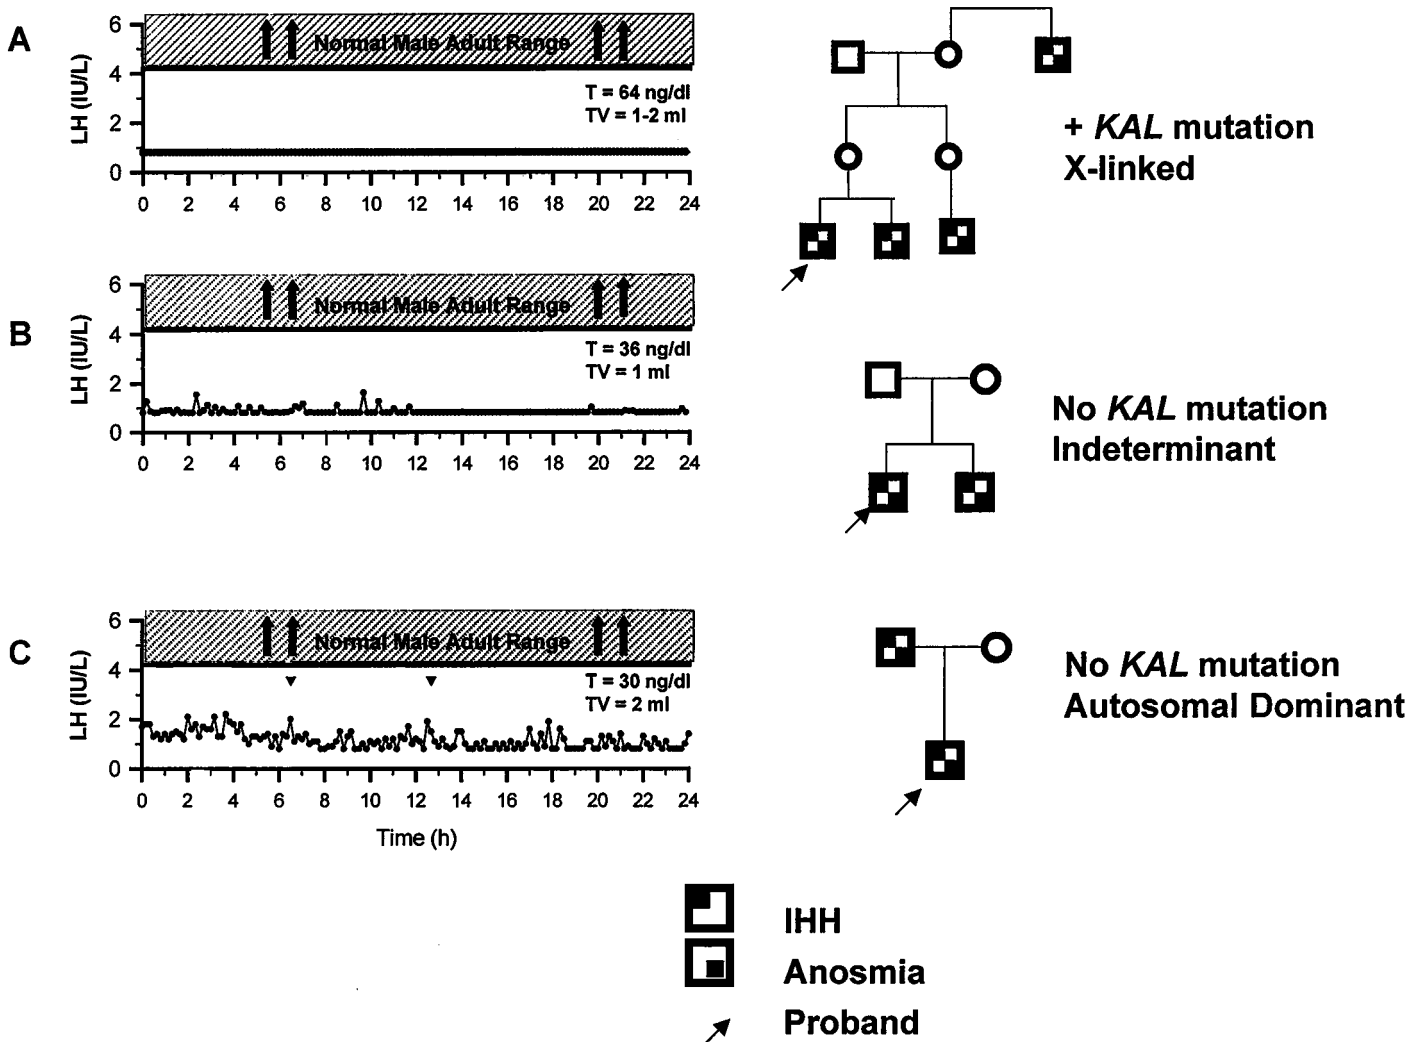 A
LH (IU/L)
6
4
2
0
Normal Male Adult Range
T = 64 ng/dl
TV = 1-2 ml
0 2 4 6 8 10 12 14 16 18 20 22 24
+ KAL mutation
X-linked
B
LH (IU/L)
6
4
2
0
Normal Male Adult Range
T = 36 ng/dl
TV = 1 ml
0 2 4 6 8 10 12 14 16 18 20 22 24
No KAL mutation
Indeterminant
C
LH (IU/L)
6
4
2
0
Normal Male Adult Range
T = 30 ng/dl
TV = 2 ml
0 2 4 6 8 10 12 14 16 18 20 22 24
Time (h)
No KAL mutation
Autosomal Dominant
IHH
Anosmia
Proband